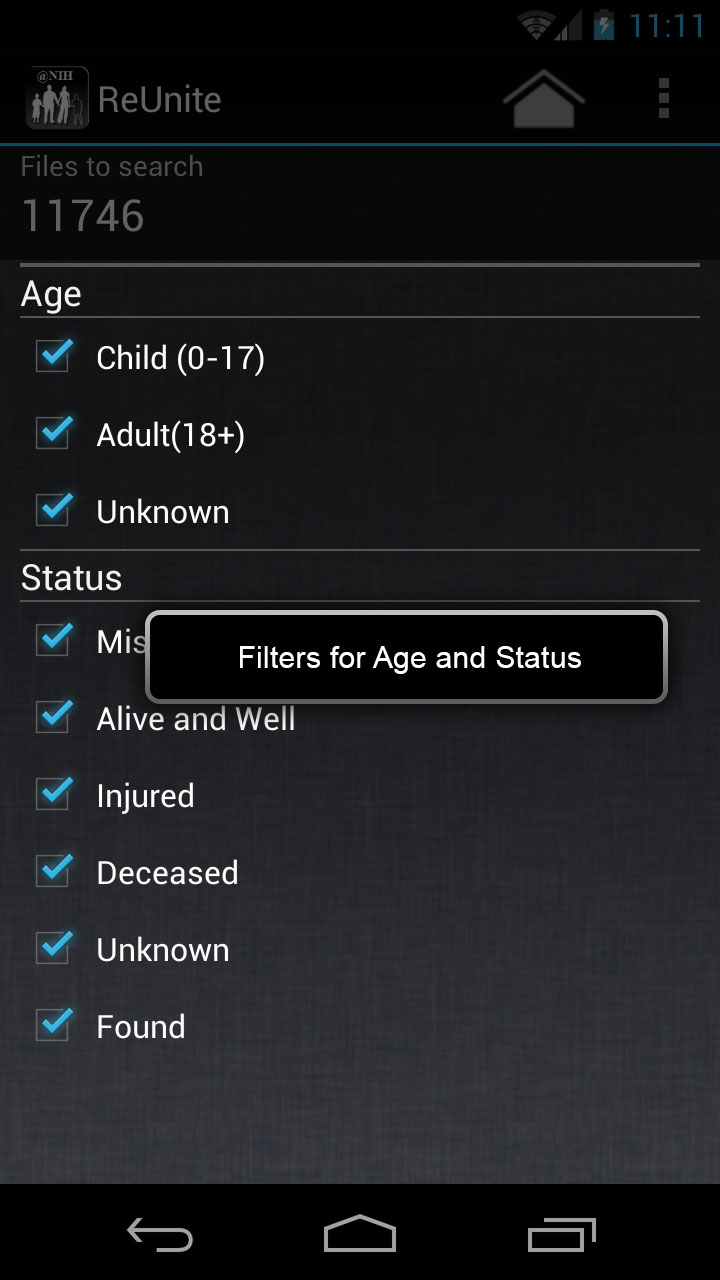 11:11
@NIH
ReUnite
Files to search
11746
Age
Child (0-17)
Adult(18+)
Unknown
Status
Mis
Filters for Age and Status
Alive and Well
Injured
Deceased
Unknown
Found